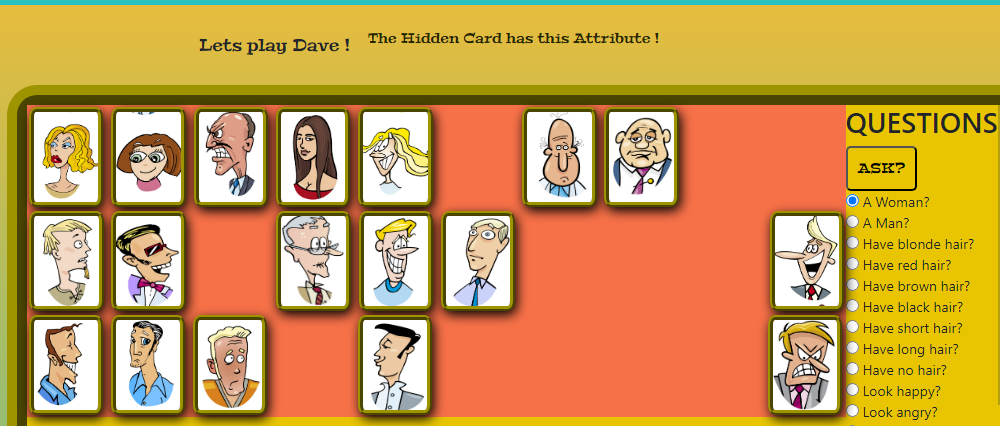 Lets play Dave !
The Hidden Card has this Attribute !
QUESTIONS
ASK?
A Woman?
A Man?
Have blonde hair?
Have red hair?
Have brown hair?
Have black hair?
Have short hair?
Have long hair?
Have no hair?
Look happy?
Look angry?